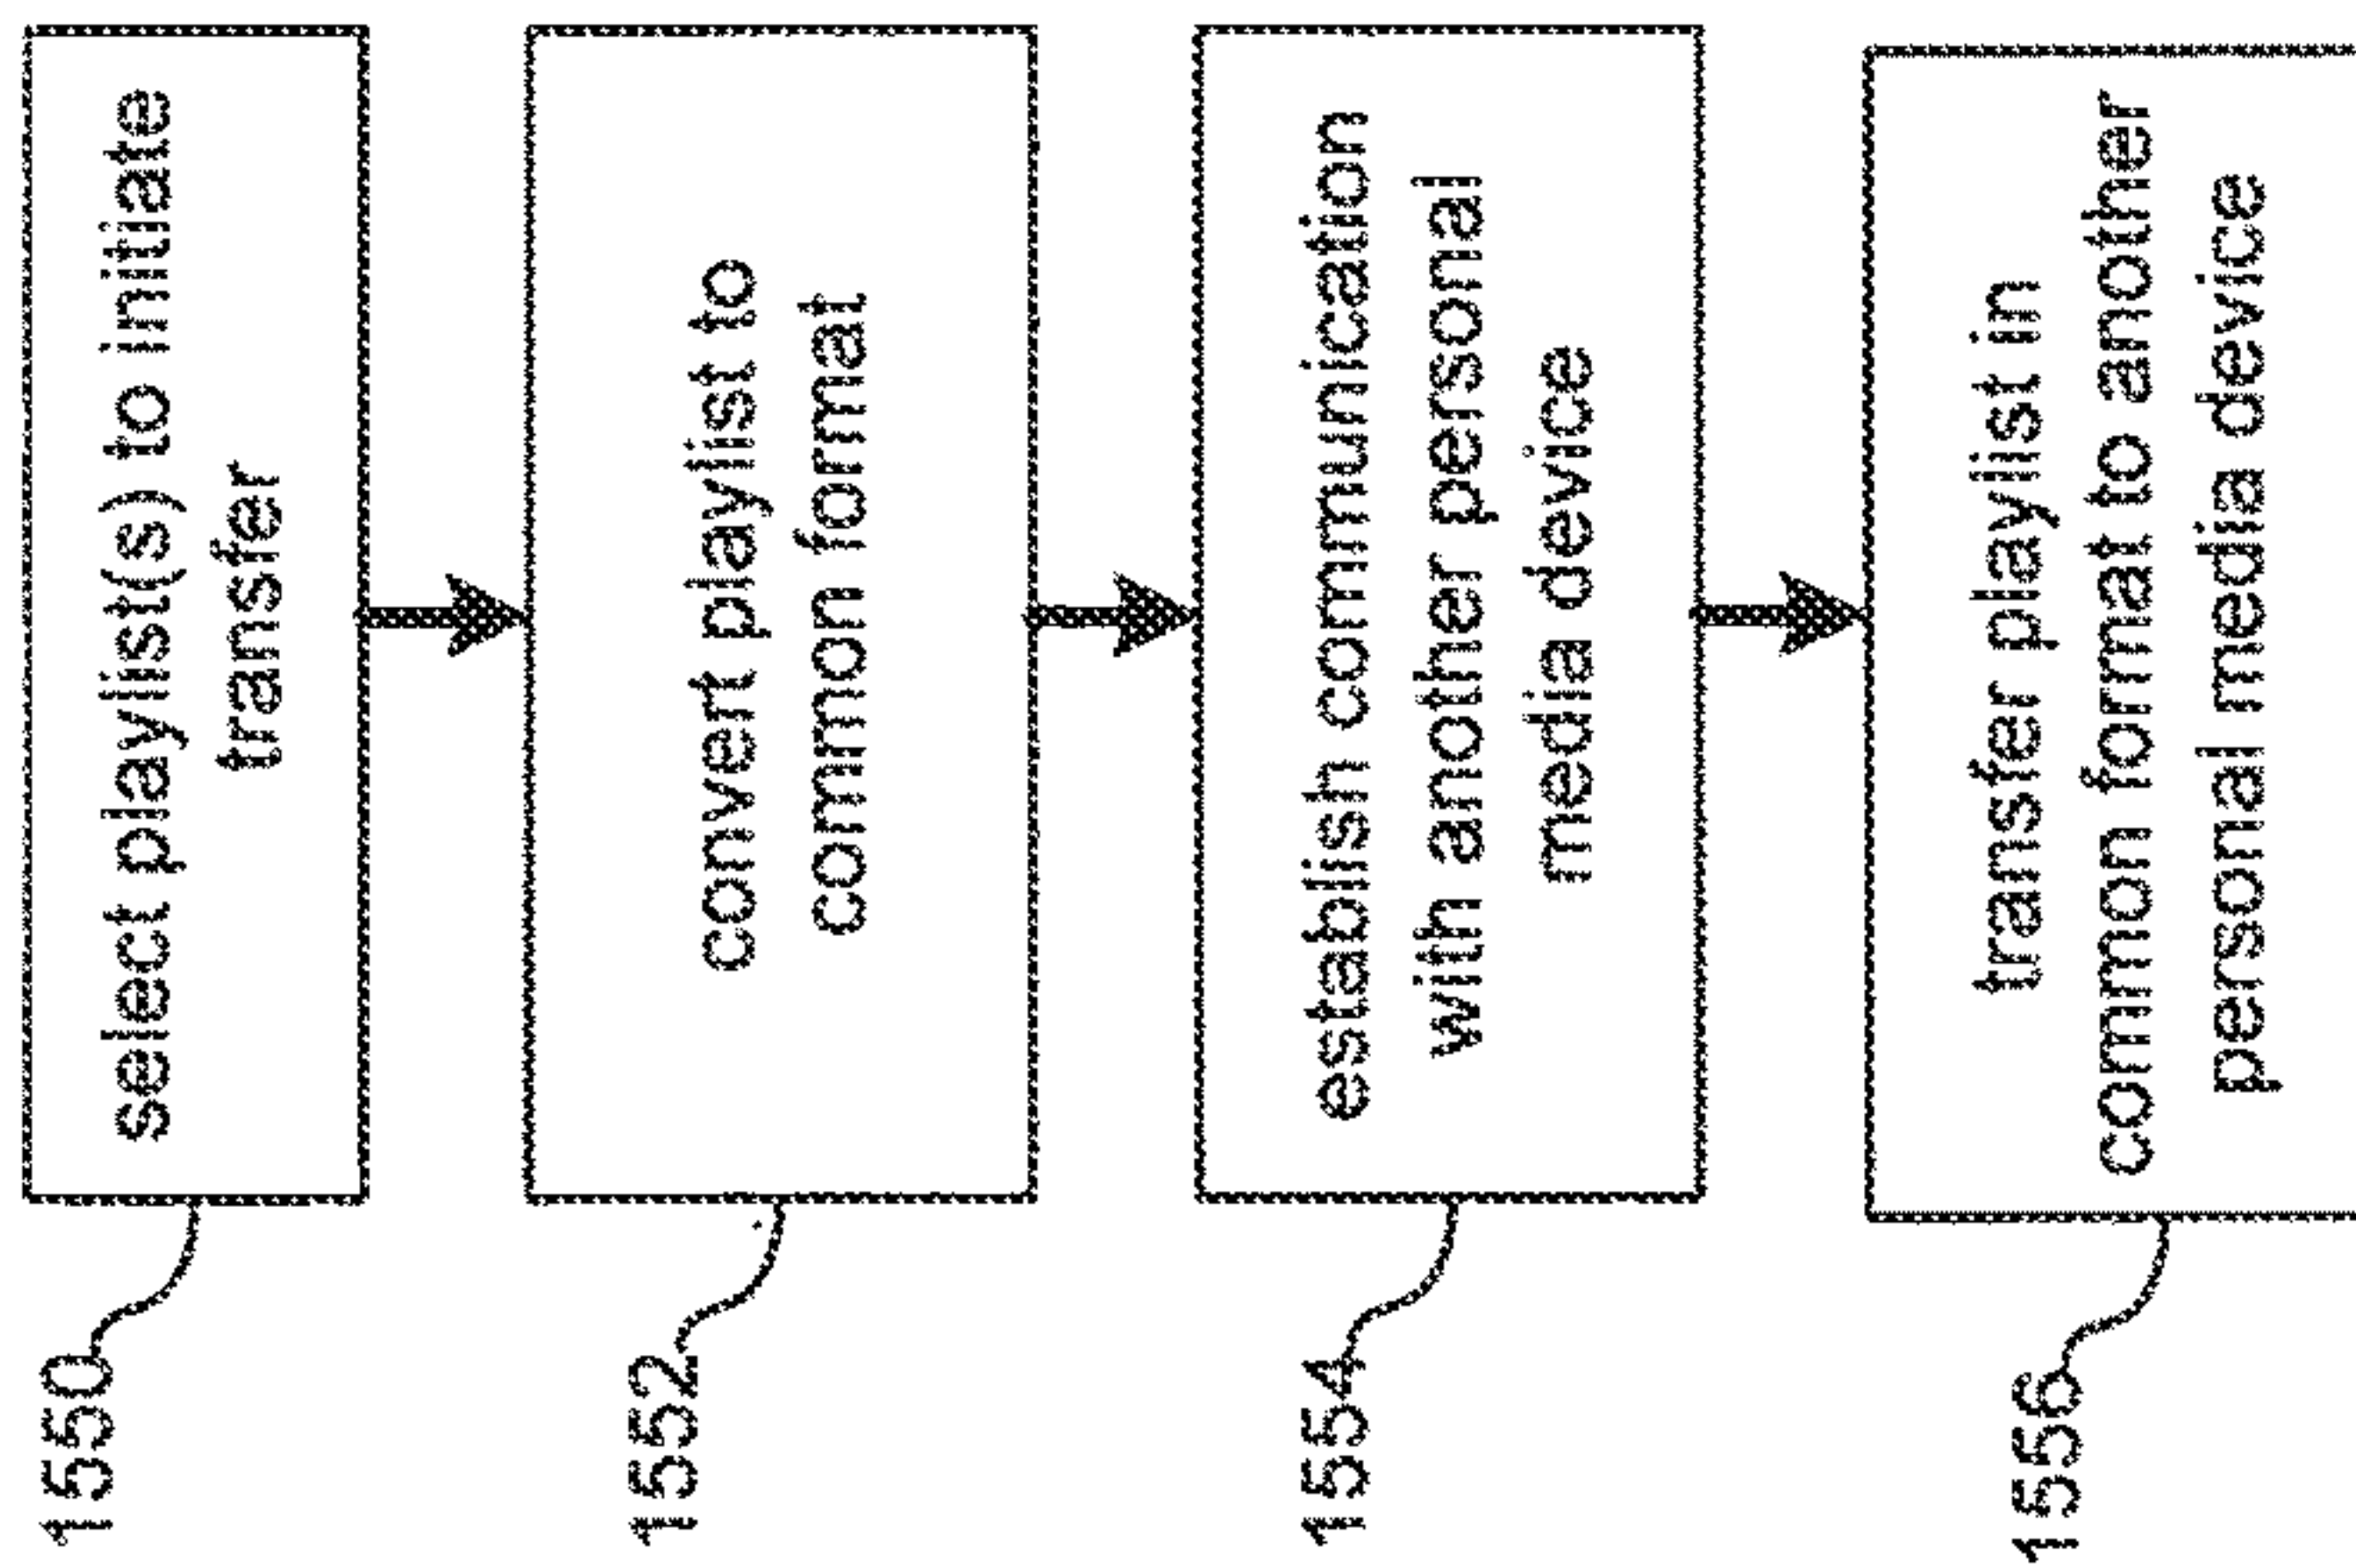 1550
select playlist(s) to initiate
transfer
1552
convert playlist to
common format
1554
establish communication
with another personal
media device
1556
transfer playlist in
common format to another
personal media device